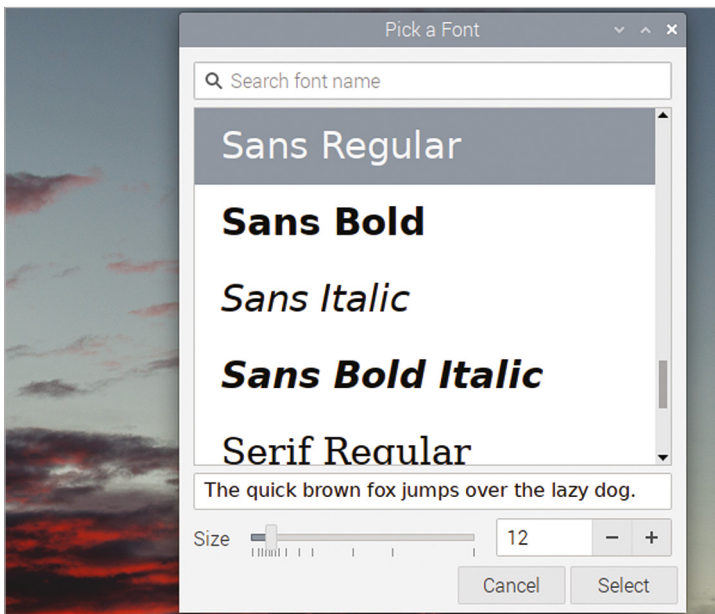 Pick a Font
Search font name
Sans Regular
Sans Bold
Sans Italic
Sans Bold Italic
Serif Regular
The quick brown fox jumps over the lazy dog.
Size 12 − +
Cancel Select